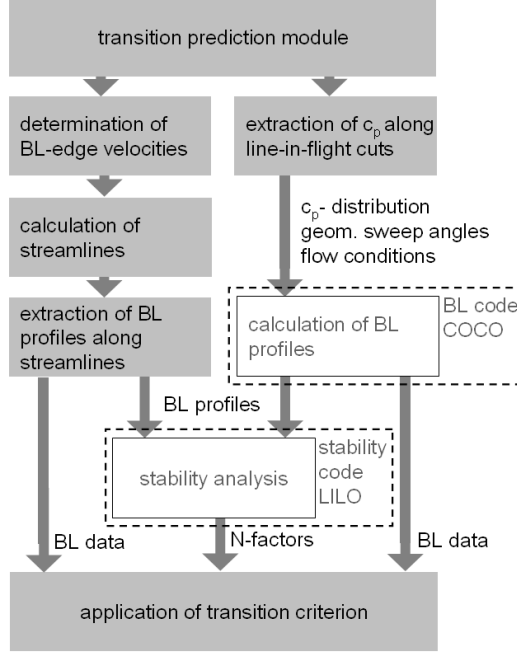 transition prediction module
determination of
BL-edge velocities
extraction of cp along
line-in-flight cuts
calculation of
streamlines
cp- distribution
geom. sweep angles
flow conditions
extraction of BL
profiles along
streamlines
calculation of BL
profiles
BL code
COCO
BL profiles
stability analysis
stability
code
LILO
BL data
N-factors
BL data
application of transition criterion